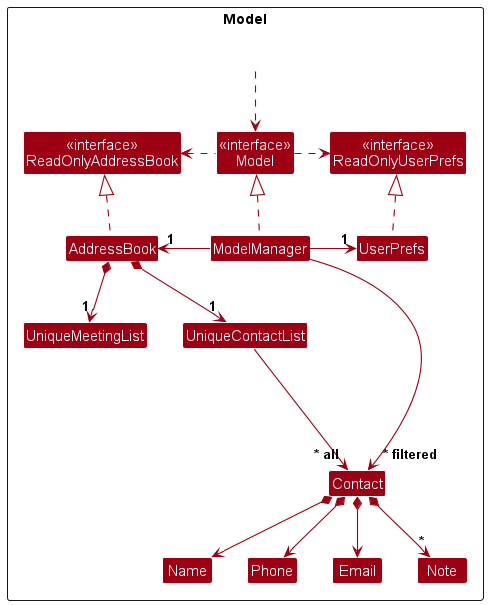 Model
«interface»
ReadOnlyAddressBook
«interface»
Model
«interface»
ReadOnlyUserPrefs
AddressBook
1
ModelManager
1
UserPrefs
1
1
UniqueMeetingList
UniqueContactList
* all
* filtered
Contact
*
Name
Phone
Email
Note